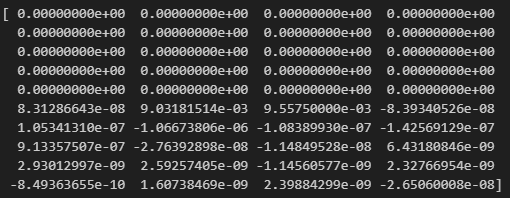 [ 0.00000000e+00  0.00000000e+00  0.00000000e+00  0.00000000e+00
  0.00000000e+00  0.00000000e+00  0.00000000e+00  0.00000000e+00
  0.00000000e+00  0.00000000e+00  0.00000000e+00  0.00000000e+00
  0.00000000e+00  0.00000000e+00  0.00000000e+00  0.00000000e+00
  0.00000000e+00  0.00000000e+00  0.00000000e+00  0.00000000e+00
  8.31286643e-08  9.03181514e-03  9.55750000e-03 -8.39340526e-08
  1.05341310e-07 -1.06673806e-06 -1.08389930e-07 -1.42569129e-07
  9.13357507e-07 -2.76392898e-08 -1.14849528e-08  6.43180846e-09
  2.93012997e-09  2.59257405e-09 -1.14560577e-09  2.32766954e-09
 -8.49363655e-10  1.60738469e-09  2.39884299e-09 -2.65060008e-08]